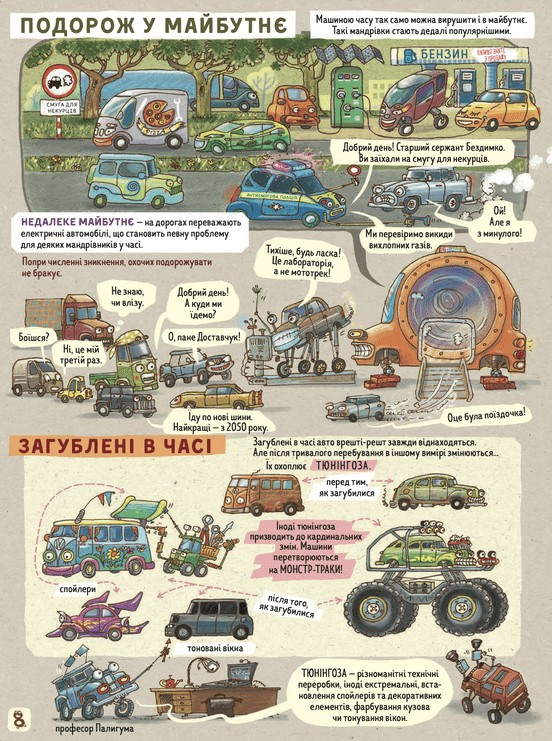 ПОДОРОЖ У МАЙБУТНЄ
Машиною часу так само можна вирушити і в майбутнє.
Такі мандрівки стають дедалі популярнішими.
БЕНЗИН
СМУГА ДЛЯ
НЕКУРЦІВ
PIZZA
Добрий день! Старший сержант Бездимко.
Ви заїхали на смугу для некурців.
Ой!
Але я
з минулого!
Ми перевіримо викиди
вихлопних газів.
НЕДАЛЕКЕ МАЙБУТНЄ – на дорогах переважають
електричні автомобілі, що становить певну проблему
для деяких мандрівників у часі.
Попри численні зникнення, охочих подорожувати
не бракує.
Тихіше, будь ласка!
Це лабораторія,
а не мототрек!
Не знаю,
чи влізу.
Добрий день!
А куди ми
їдемо?
Боїшся?
Ні, це мій
третій раз.
О, пане Доставчук!
Їду по нові шини.
Найкращі – з 2050 року.
Оце була поїздочка!
ЗАГУБЛЕНІ В ЧАСІ
Загублені в часі авто врешті-решт завжди віднаходяться.
Але після тривалого перебування в іншому вимірі змінюються...
Їх охоплює ТЮНІНГОЗА.
перед тим,
як загубилися
Іноді тюнінгоза
призводить до кардинальних
змін. Машини
перетворюються
на МОНСТР-ТРАКИ!
спойлери
після того,
як загубилися
тоновані вікна
ТЮНІНГОЗА – різноманітні технічні
переробки, іноді екстремальні, вста-
новлення спойлерів та декоративних
елементів, фарбування кузова
чи тонування вікон.
професор Палигума
8